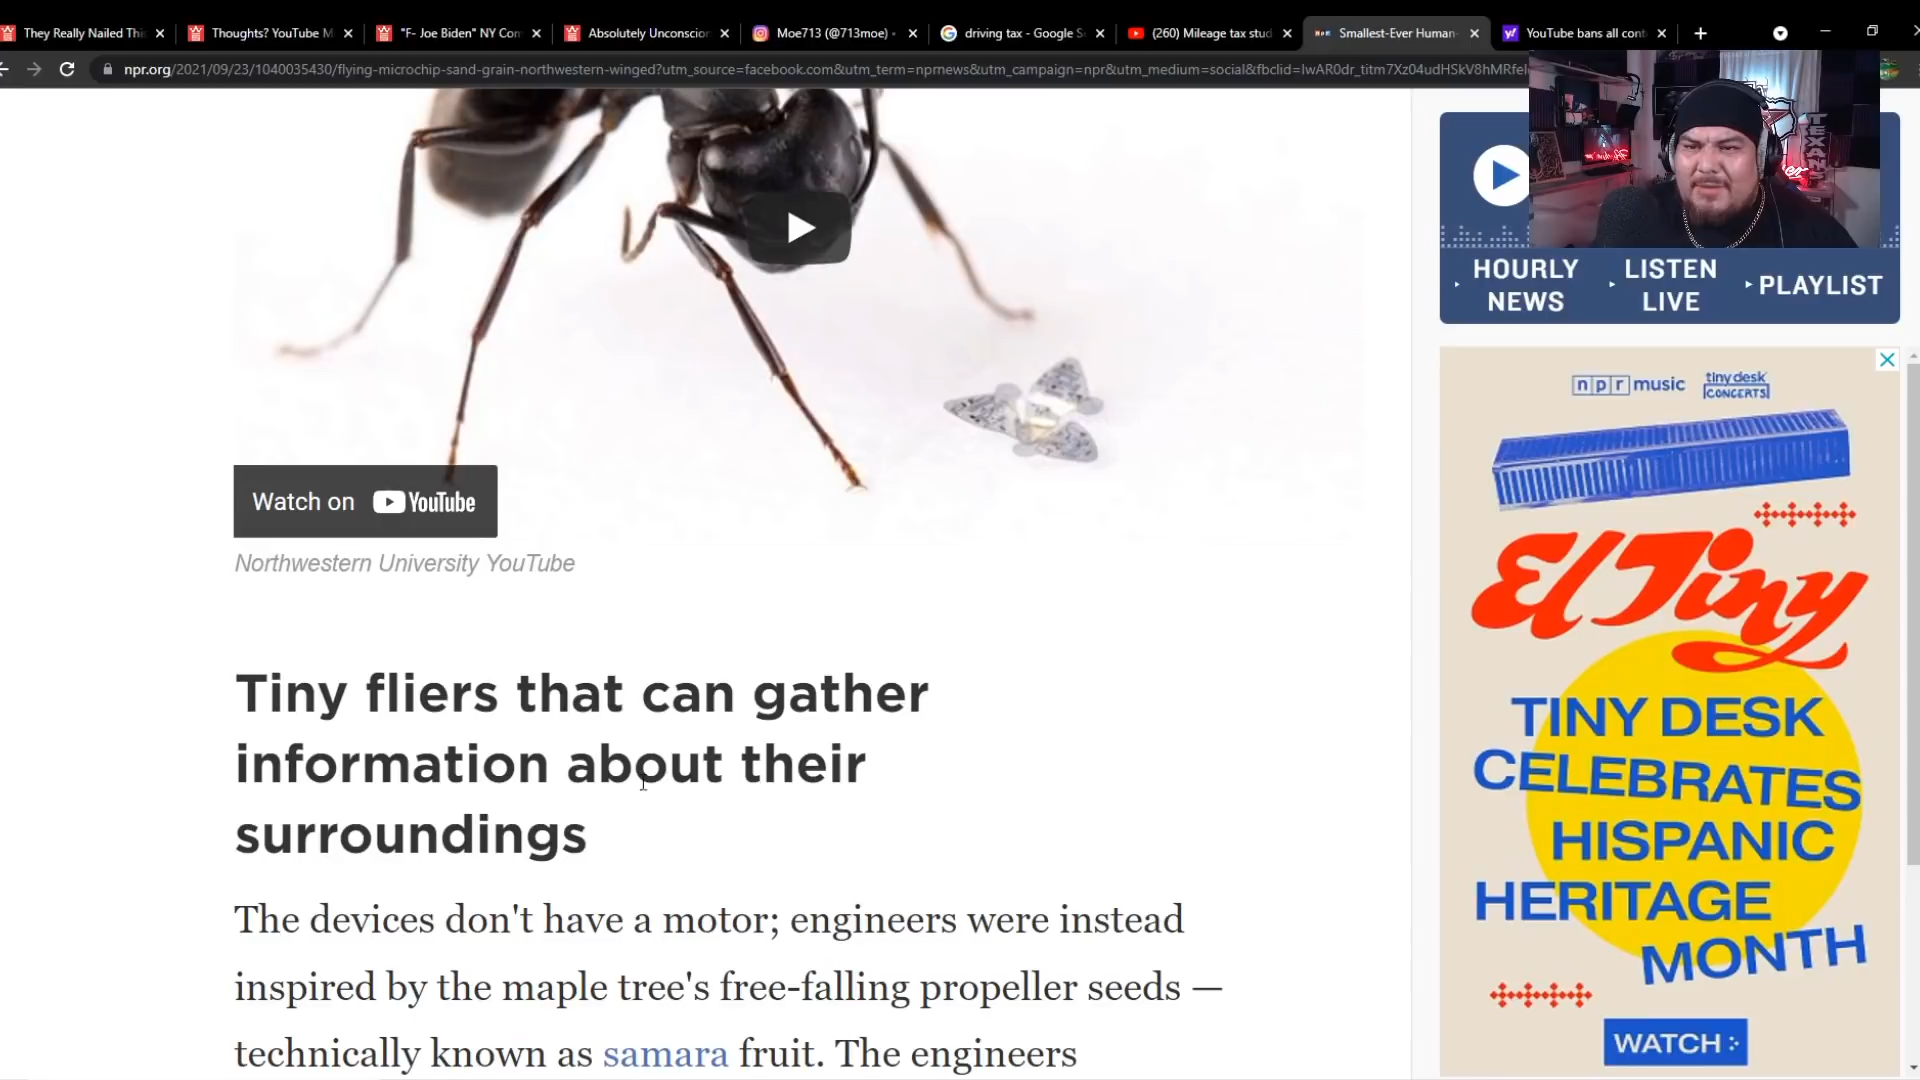 They Really Nailed Thi
Thoughts? YouTube M
"F- Joe Biden" NY Con
Absolutely Unconscio
Moe713 (@713moe) •
driving tax - Google S
(260) Mileage tax stud
Smallest-Ever Human-
YouTube bans all cont
npr.org/2021/09/23/1040035430/flying-microchip-sand-grain-northwestern-winged?utm_source=facebook.com&utm_term=nprnews&utm_campaign=npr&utm_medium=social&fbclid=IwAR0dr_titm7Xz04udHSkV8hMRfel
TEXANS
HOURLY NEWS
LISTEN LIVE
PLAYLIST
Watch on YouTube
Northwestern University YouTube
Tiny fliers that can gather
information about their
surroundings
The devices don't have a motor; engineers were instead
inspired by the maple tree's free-falling propeller seeds —
technically known as samara fruit. The engineers
npr music
tiny desk
CONCERTS
El Tiny
TINY DESK
CELEBRATES
HISPANIC
HERITAGE
MONTH
WATCH